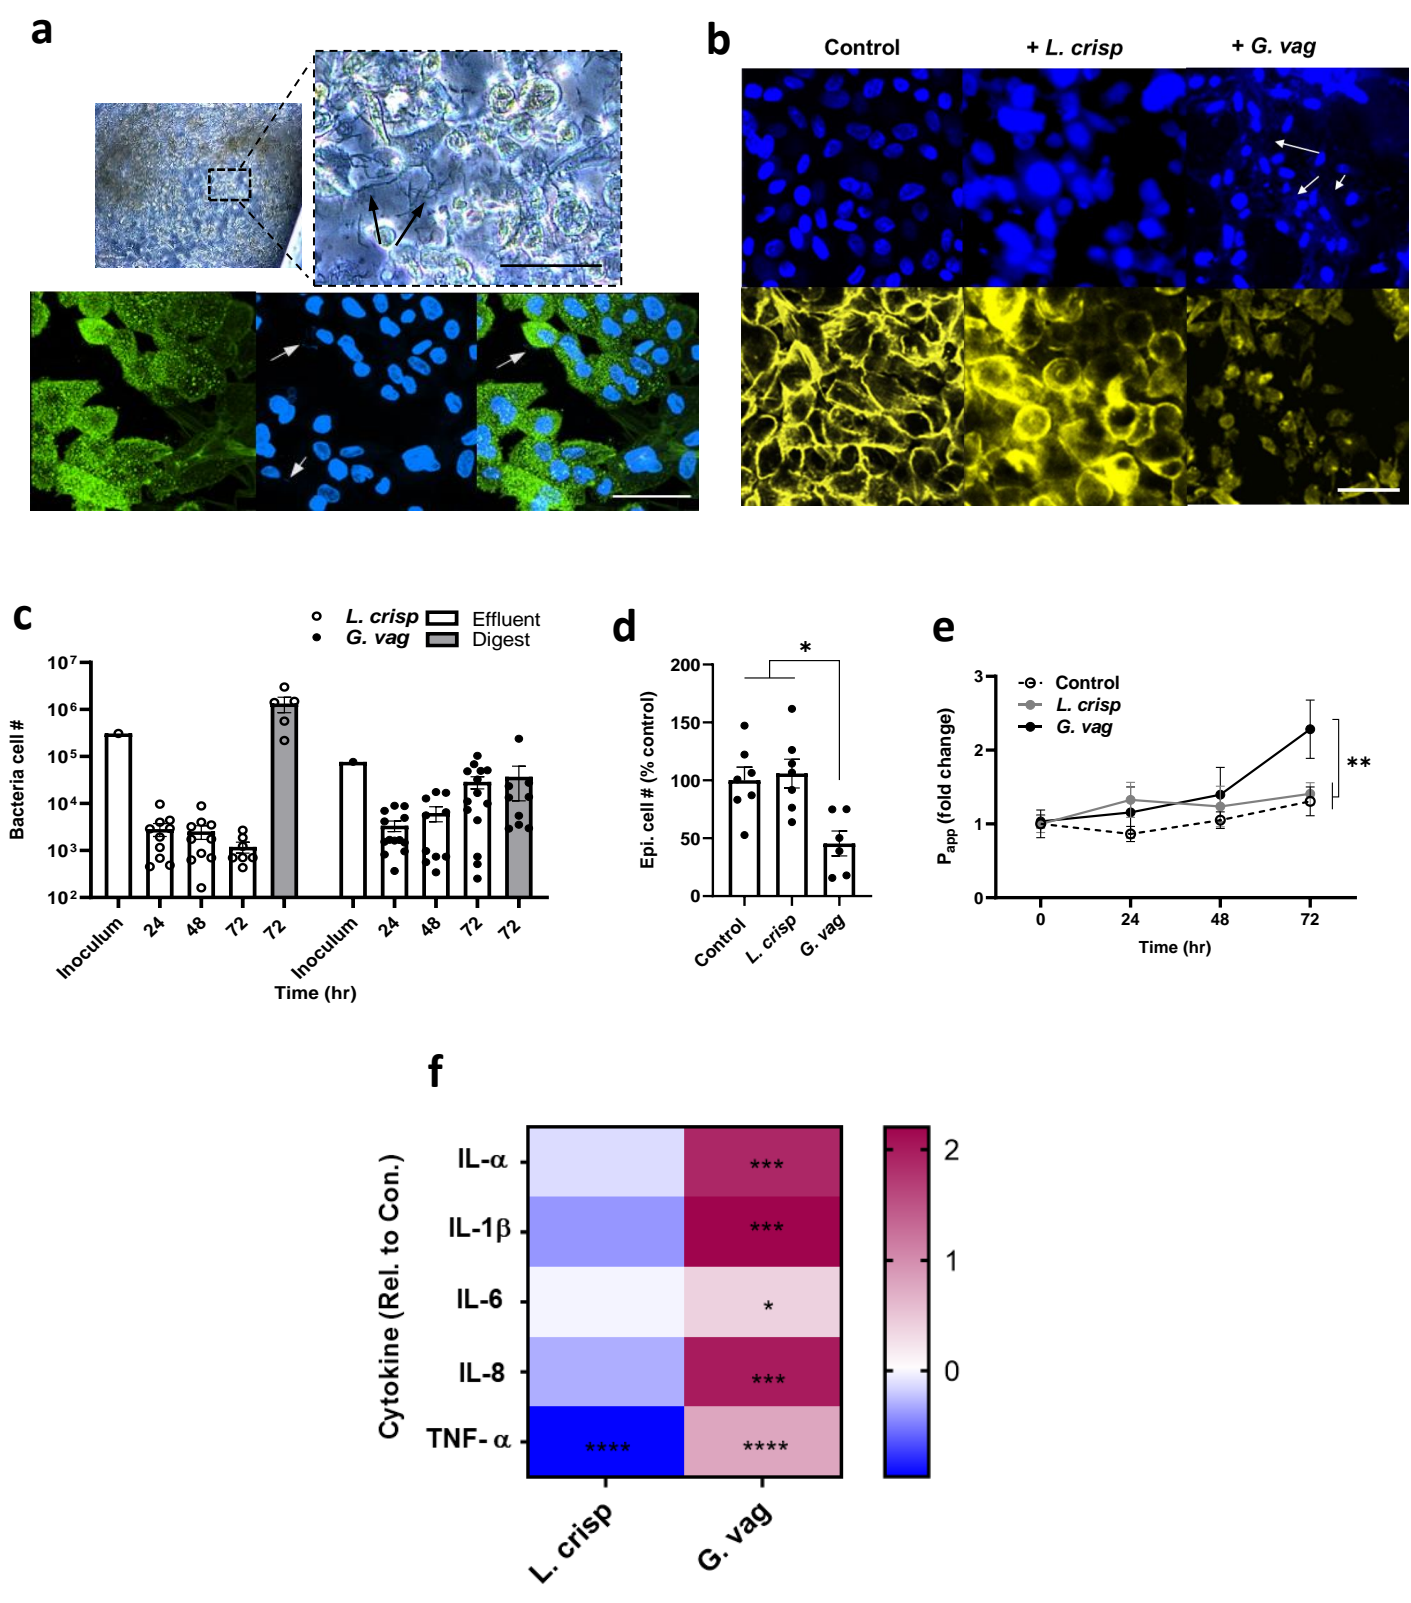 a
b
Control
+ L. crisp
+ G. vag
c
L. crisp
G. vag
Effluent
Digest
Bacteria cell #
10⁷
10⁶
10⁵
10⁴
10³
10²
Inoculum
24
48
72
72
Inoculum
24
48
72
72
Time (hr)
d
*
Epi. cell # (% control)
200
150
100
50
0
Control
L. crisp
G. vag
e
Control
L. crisp
G. vag
Papp (fold change)
3
2
1
0
**
0
24
48
72
Time (hr)
f
Cytokine (Rel. to Con.)
IL-α
***
IL-1β
***
IL-6
*
IL-8
***
TNF- α
****
****
L. crisp
G. vag
2
1
0